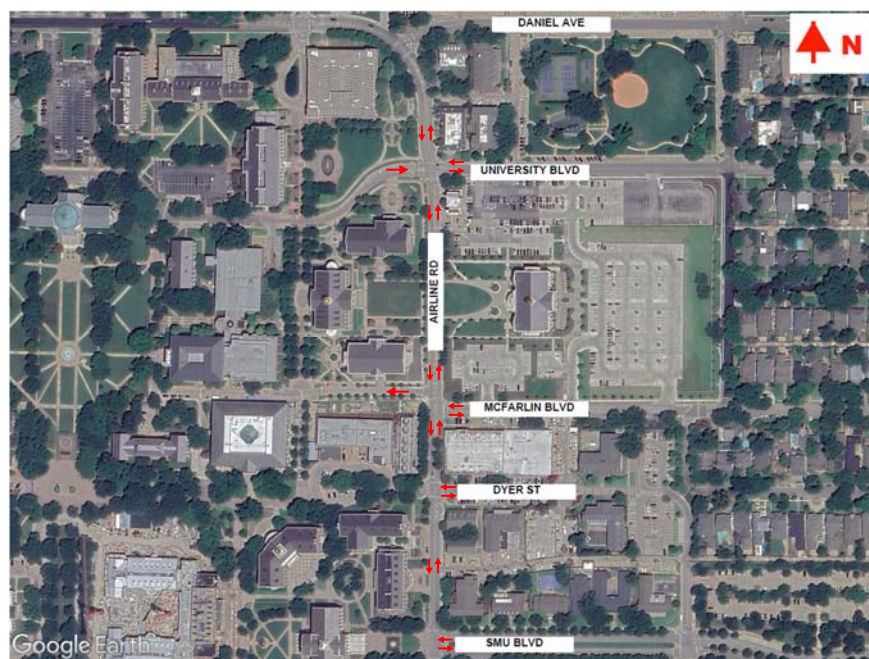 DANIEL AVE
N
UNIVERSITY BLVD
AIRLINE RD
MCFARLIN BLVD
DYER ST
SMU BLVD
Google Earth